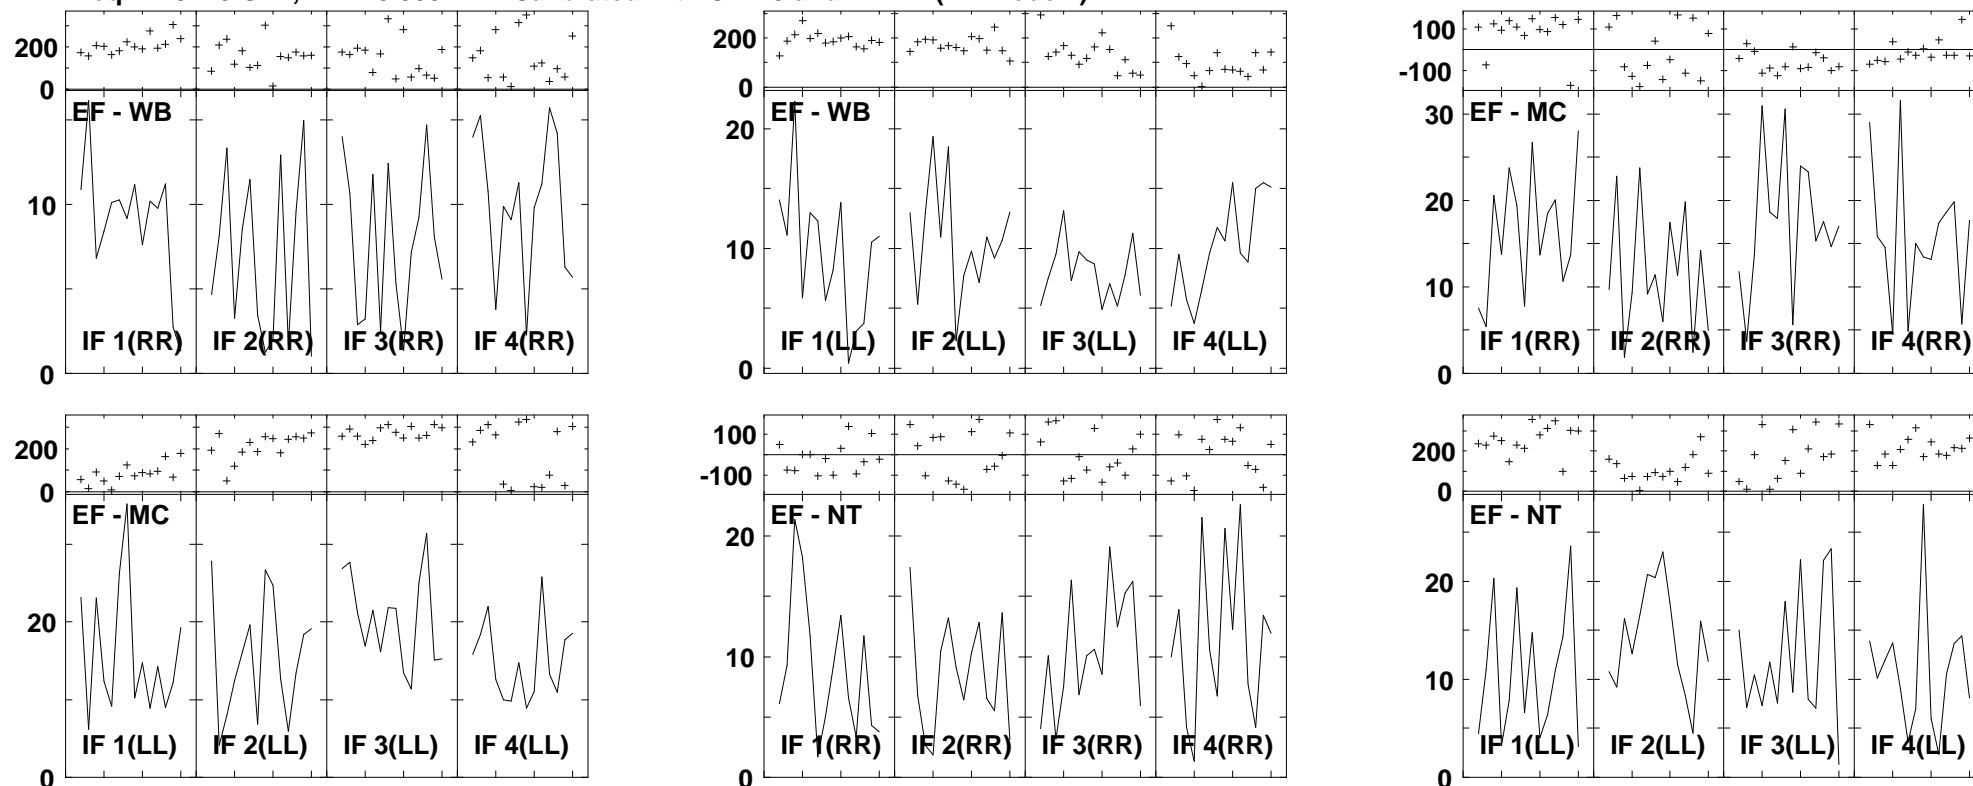 200
0
EF - WB
10
0
IF 1(RR) IF 2(RR) IF 3(RR) IF 4(RR)
200
0
EF - WB
20
10
0
IF 1(LL) IF 2(LL) IF 3(LL) IF 4(LL)
100
-100
EF - MC
30
20
10
0
IF 1(RR) IF 2(RR) IF 3(RR) IF 4(RR)
200
0
EF - MC
20
0
IF 1(LL) IF 2(LL) IF 3(LL) IF 4(LL)
100
-100
EF - NT
20
10
0
IF 1(RR) IF 2(RR) IF 3(RR) IF 4(RR)
200
0
EF - NT
20
10
0
IF 1(LL) IF 2(LL) IF 3(LL) IF 4(LL)